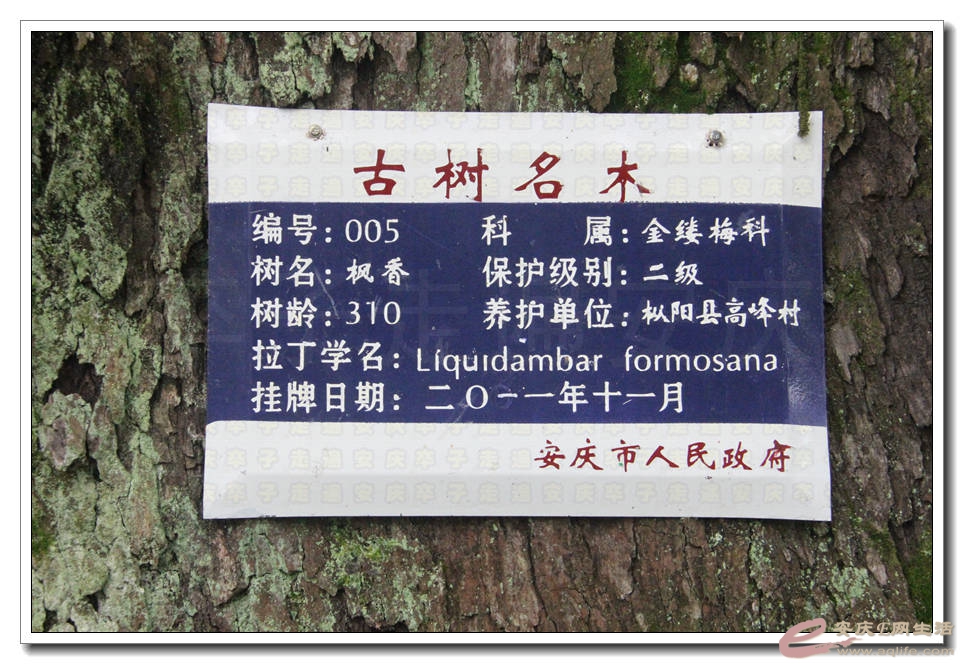 古树名木
编号：005 科 属：金缕梅科
树名：枫香 保护级别：二级
树龄：310 养护单位：枞阳县高峰村
拉丁学名：Liquidambar formosana
挂牌日期：二O一一年十一月
安庆市人民政府
安庆E网生活
www.aqlife.com